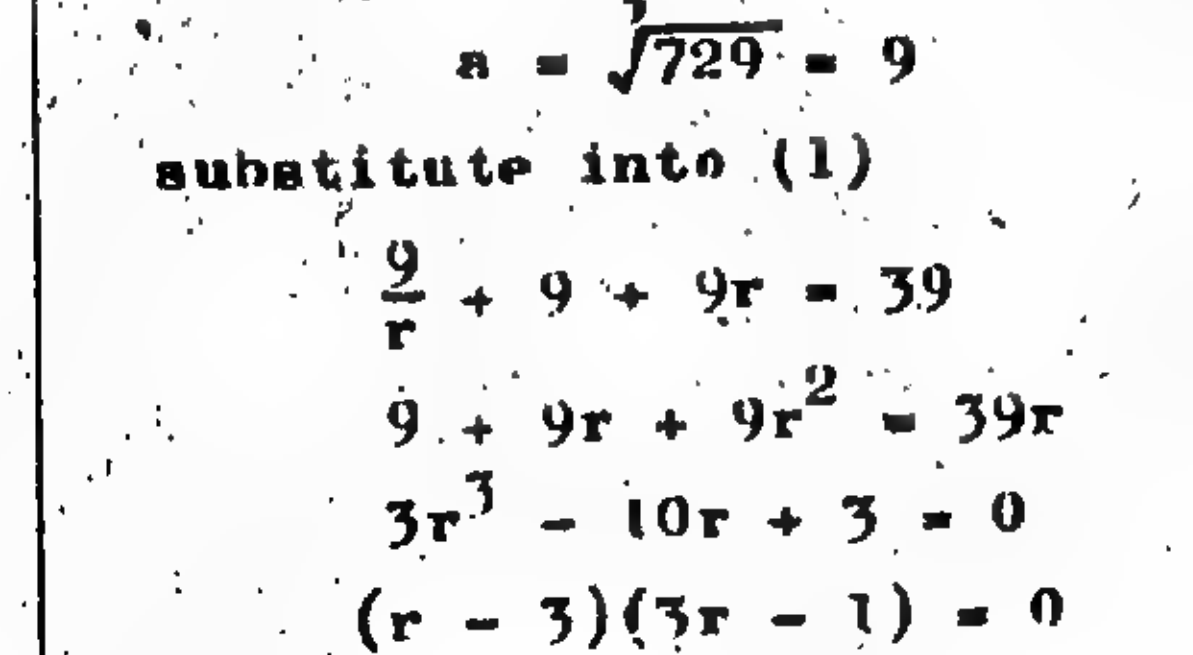 a = ∛729 = 9
substitute into (1)
9/r + 9 + 9r = 39
9 + 9r + 9r² = 39r
3r³ - 10r + 3 = 0
(r - 3)(3r - 1) = 0